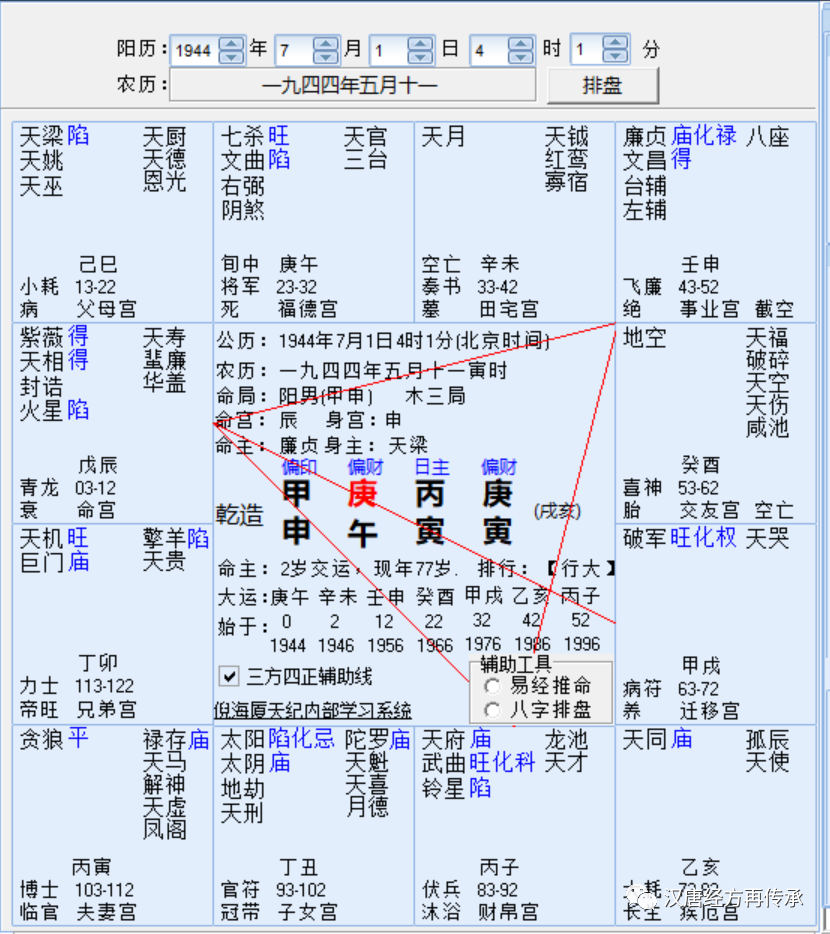 阳历: 1944 年 7 月 1 日 4 时 1 分
农历: 一九四四年五月十一 排盘
天梁陷 天厨
天姚 天德
天巫 恩光
己巳
小耗 13-22
病 父母宫
七杀旺 天官
文曲陷 三台
右弼
阴煞
旬中 庚午
将军 23-32
死 福德宫
天月 天钺
红鸾
寡宿
空亡 辛未
奏书 33-42
墓 田宅宫
廉贞庙化禄 八座
文昌得
台辅
左辅
壬申
飞廉 43-52
绝 事业宫 截空
紫薇得 天寿
天相得 蜚廉
封诰 华盖
火星陷
戊辰
青龙 03-12
衰 命宫
公历: 1944年7月1日4时1分(北京时间)
农历: 一九四四年五月十一寅时
命局: 阳男(甲申) 木三局
命宫: 辰 身宫: 申
命主: 廉贞 身主: 天梁
偏印 偏财 日主 偏财
乾造 甲 庚 丙 庚
申 午 寅 寅 (戌亥)
命主: 2岁交运, 现年77岁. 排行: 【行大】
大运: 庚午 辛未 壬申 癸酉 甲戌 乙亥 丙子
始于: 0 2 12 22 32 42 52
1944 1946 1956 1966 1976 1986 1996
三方四正辅助线
倪海厦天纪内部学习系统
辅助工具
易经推命
八字排盘
地空 天福
破碎
天空
天伤
咸池
癸酉
喜神 53-62
胎 交友宫 空亡
天机旺 擎羊陷
巨门庙 天贵
丁卯
力士 113-122
帝旺 兄弟宫
破军旺化权 天哭
甲戌
病符 63-72
养 迁移宫
贪狼平 禄存庙
天马
解神
天虚
凤阁
丙寅
博士 103-112
临官 夫妻宫
太阳陷化忌 陀罗庙
太阴庙 天魁
地劫 天喜
天刑 月德
丁丑
官符 93-102
冠带 子女宫
天府庙 龙池
武曲旺化科 天才
铃星陷
丙子
伏兵 83-92
沐浴 财帛宫
天同庙 孤辰
天使
乙亥
大耗 73-82
长生 疾厄宫
汉唐经方再传承